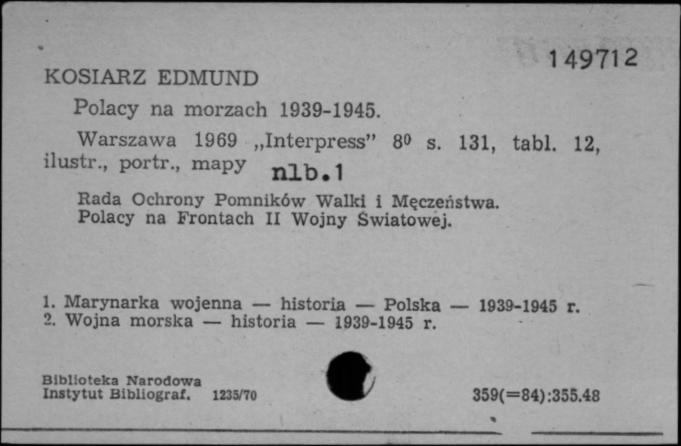 149712
KOSIARZ EDMUND
Polacy na morzach 1939-1945.
Warszawa 1969 „Interpress” 8⁰ s. 131, tabl. 12,
ilustr., portr., mapy nlb.1
Rada Ochrony Pomników Walki i Męczeństwa.
Polacy na Frontach II Wojny Światowej.
1. Marynarka wojenna — historia — Polska — 1939-1945 r.
2. Wojna morska — historia — 1939-1945 r.
Biblioteka Narodowa
Instytut Bibliograf. 1235/70
359(=84):355.48